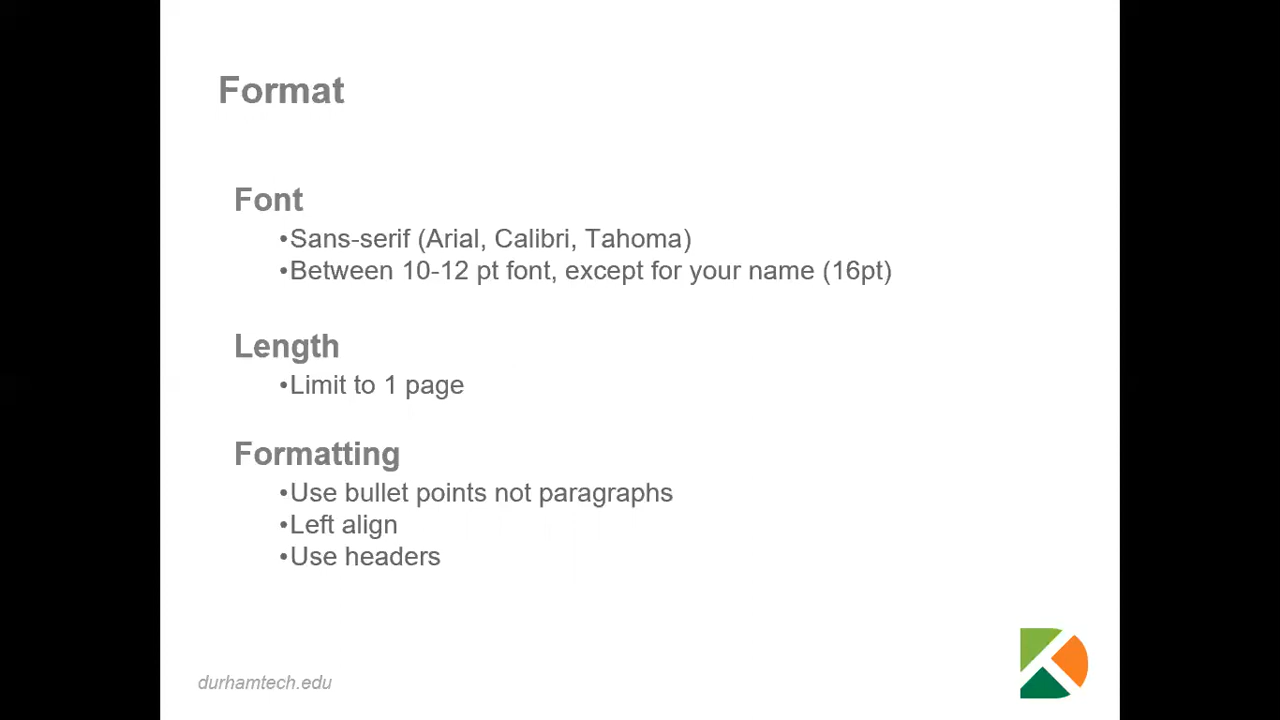 Format
Font
•Sans-serif (Arial, Calibri, Tahoma)
•Between 10-12 pt font, except for your name (16pt)
Length
•Limit to 1 page
Formatting
•Use bullet points not paragraphs
•Left align
•Use headers
durhamtech.edu